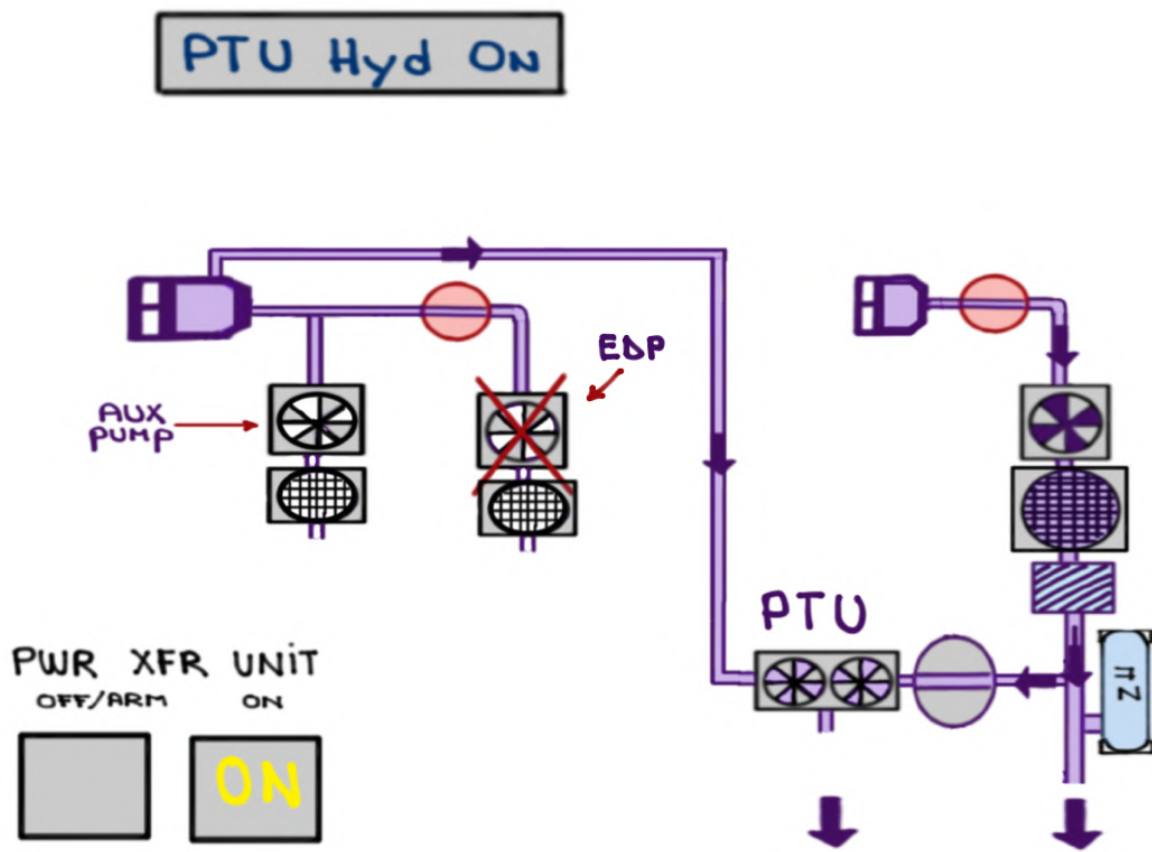 PTU Hyd ON
EDP
AUX
PUMP
PTU
PWR XFR UNiT
OFF/ARM ON
ON